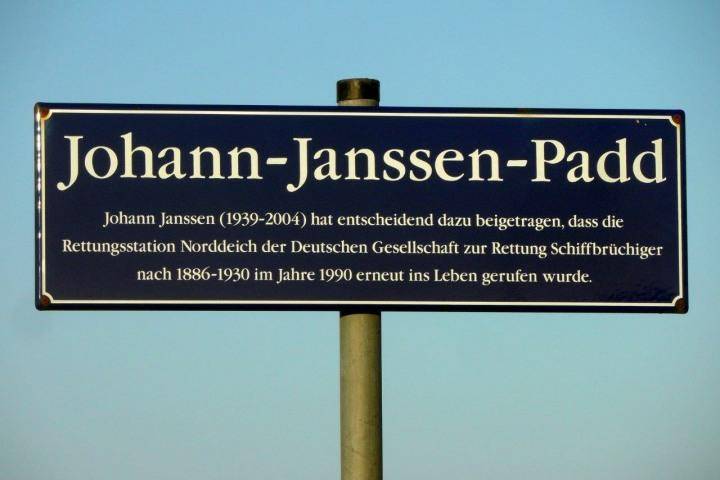 Johann-Janssen-Padd
Johann Janssen (1939-2004) hat entscheidend dazu beigetragen, dass die
Rettungsstation Norddeich der Deutschen Gesellschaft zur Rettung Schiffbrüchiger
nach 1886-1930 im Jahre 1990 erneut ins Leben gerufen wurde.